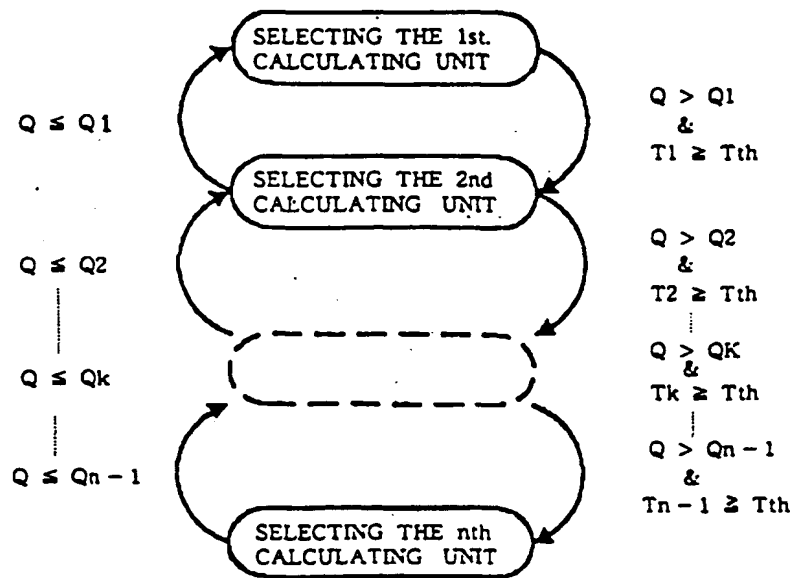 SELECTING THE 1st.
CALCULATING UNIT
Q ≤ Q1
Q > Q1
&
T1 ≥ Tth
SELECTING THE 2nd
CALCULATING UNIT
Q ≤ Q2
Q > Q2
&
T2 ≥ Tth
Q ≤ Qk
Q > QK
&
Tk ≥ Tth
Q ≤ Qn-1
Q > Qn-1
&
Tn-1 ≥ Tth
SELECTING THE nth
CALCULATING UNIT